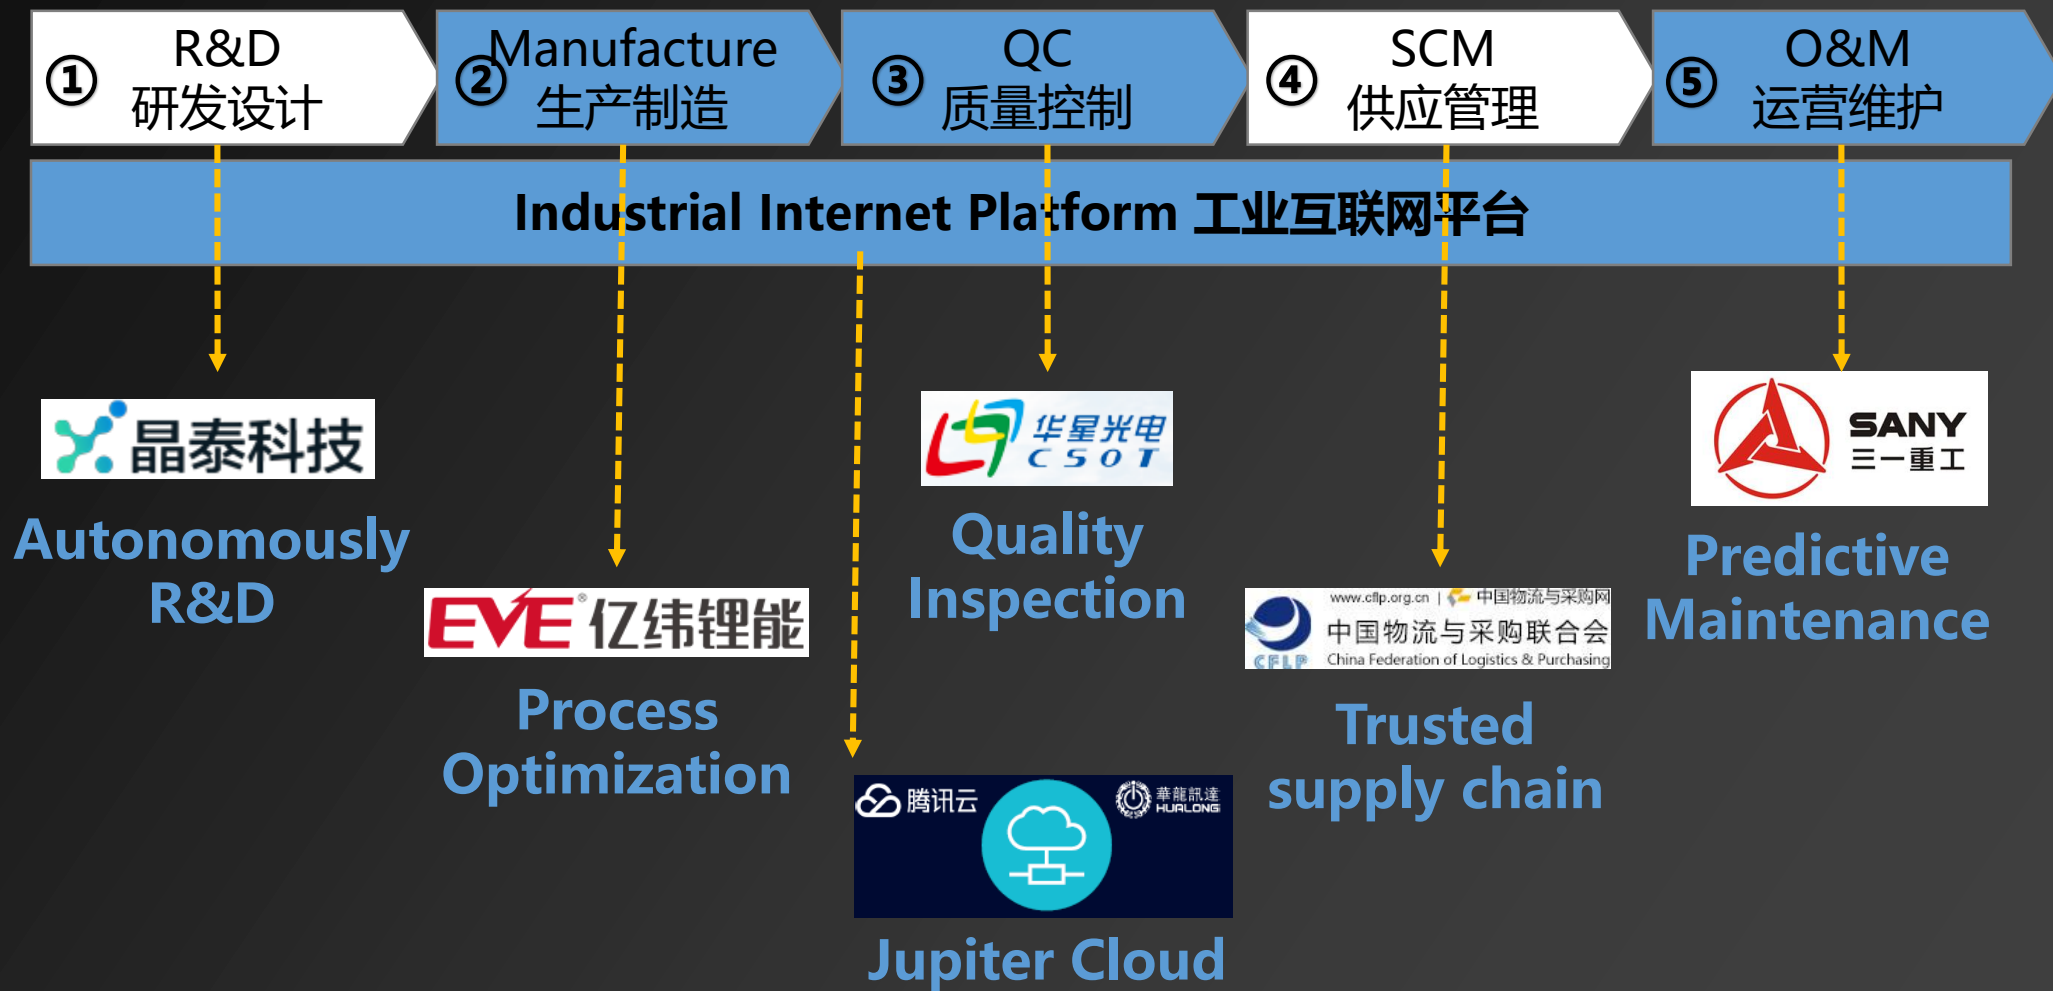 ① R&D
研发设计
② Manufacture
生产制造
③ QC
质量控制
④ SCM
供应管理
⑤ O&M
运营维护
Industrial Internet Platform 工业互联网平台
晶泰科技
Autonomously
R&D
EVE® 亿纬锂能
Process
Optimization
华星光电
CSOT
Quality
Inspection
腾讯云
華龍訊達
HUALONG
Jupiter Cloud
www.cflp.org.cn | 中国物流与采购网
中国物流与采购联合会
CFLP
China Federation of Logistics & Purchasing
Trusted
supply chain
SANY
三一重工
Predictive
Maintenance